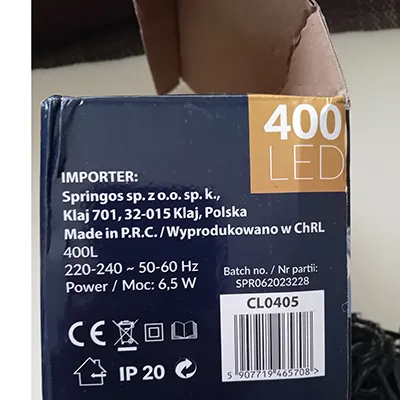 400
LED
IMPORTER:
Springos sp. z o.o. sp. k.,
Klaj 701, 32-015 Klaj, Polska
Made in P.R.C. / Wyprodukowano w ChRL
400L
220-240 ~ 50-60 Hz
Power / Moc: 6,5 W
Batch no. / Nr partii:
SPR062023228
CL0405
CE
IP 20
5 907719 465708 >